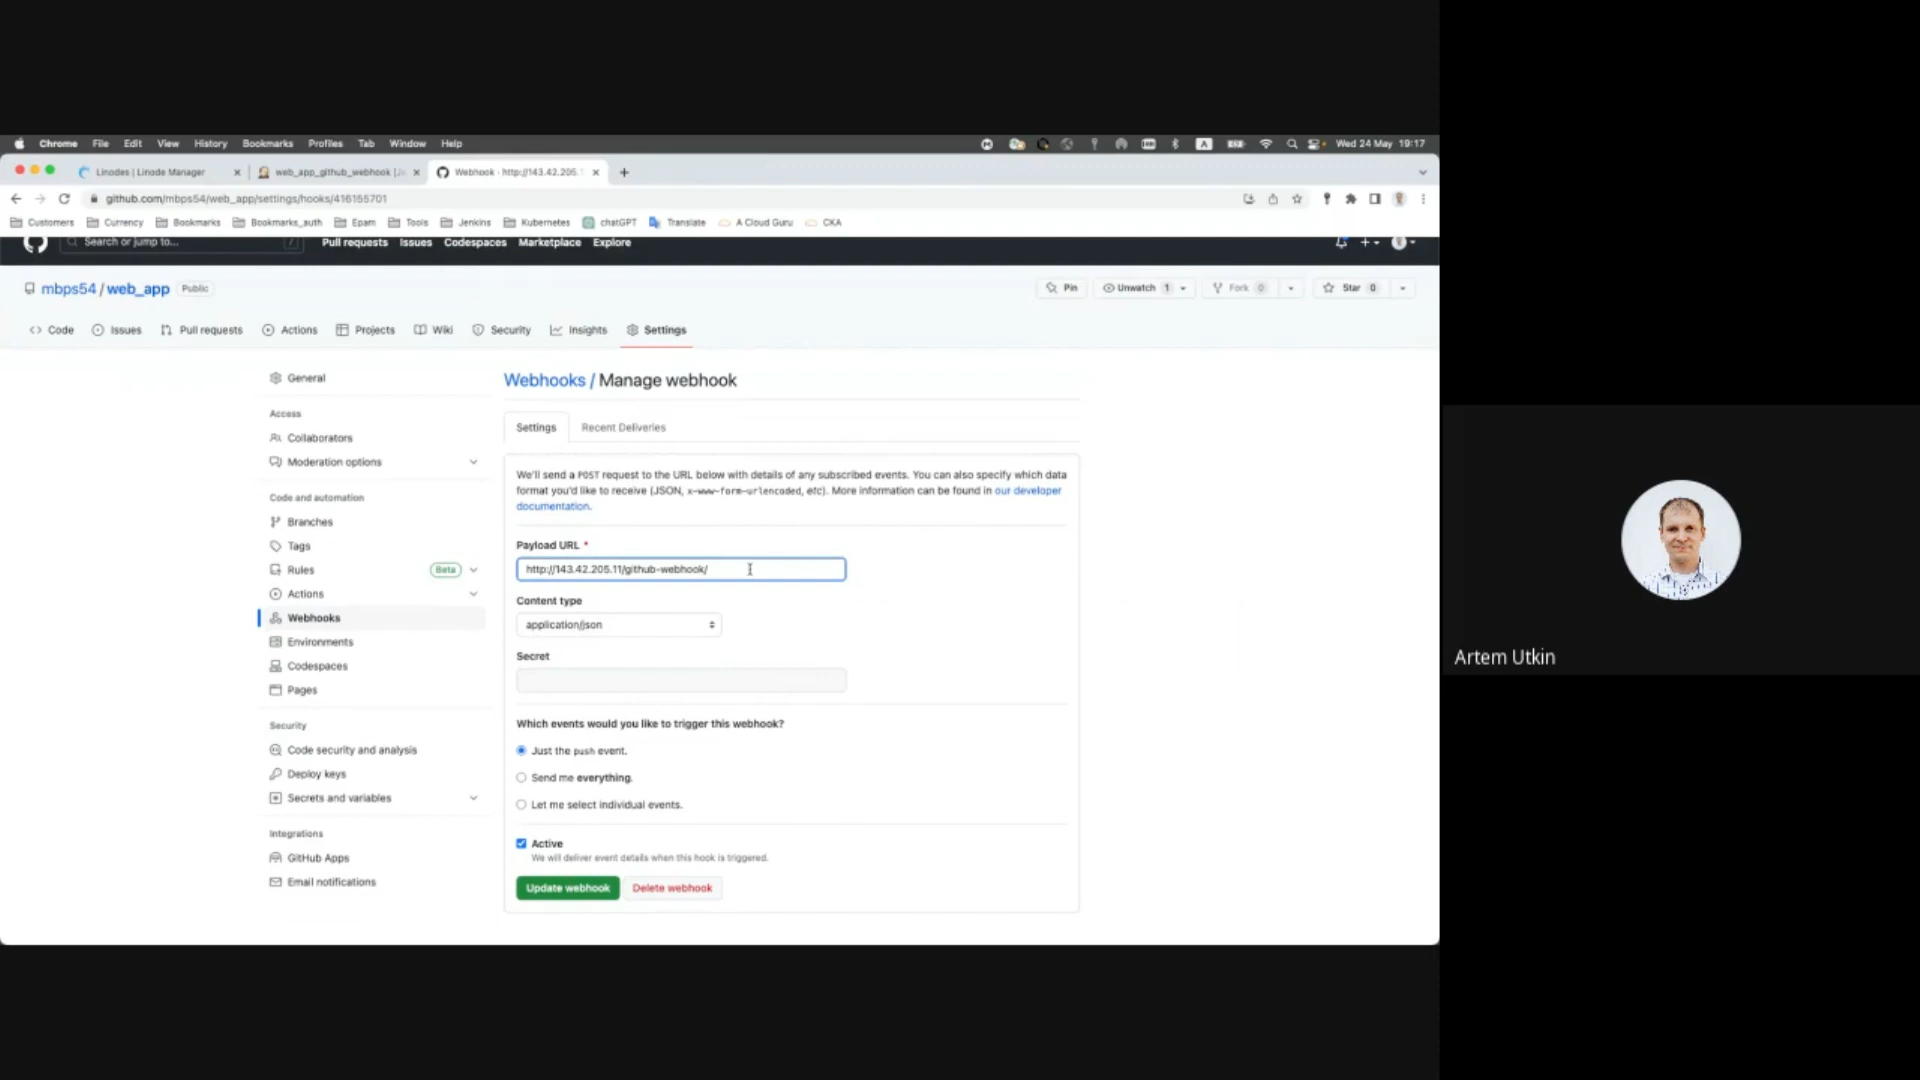 Chrome File Edit View History Bookmarks Profiles Tab Window Help
A
Wed 24 May 19:17
Linodes | Linode Manager
web_app_github_webhook [Je
Webhook · http://143.42.205.1
github.com/mbps54/web_app/settings/hooks/416155701
Customers Currency Bookmarks Bookmarks_auth Epam Tools Jenkins Kubernetes chatGPT Translate A Cloud Guru CKA
Search or jump to... /
Pull requests Issues Codespaces Marketplace Explore
mbps54 / web_app Public
Pin Unwatch 1 Fork 0 Star 0
Code Issues Pull requests Actions Projects Wiki Security Insights Settings
General
Access
Collaborators
Moderation options
Code and automation
Branches
Tags
Rules Beta
Actions
Webhooks
Environments
Codespaces
Pages
Security
Code security and analysis
Deploy keys
Secrets and variables
Integrations
GitHub Apps
Email notifications
Webhooks / Manage webhook
Settings Recent Deliveries
We'll send a POST request to the URL below with details of any subscribed events. You can also specify which data
format you'd like to receive (JSON, x-www-form-urlencoded, etc). More information can be found in our developer
documentation.
Payload URL *
http://143.42.205.11/github-webhook/
Content type
application/json
Secret
Which events would you like to trigger this webhook?
Just the push event.
Send me everything.
Let me select individual events.
Active
We will deliver event details when this hook is triggered.
Update webhook Delete webhook
Artem Utkin